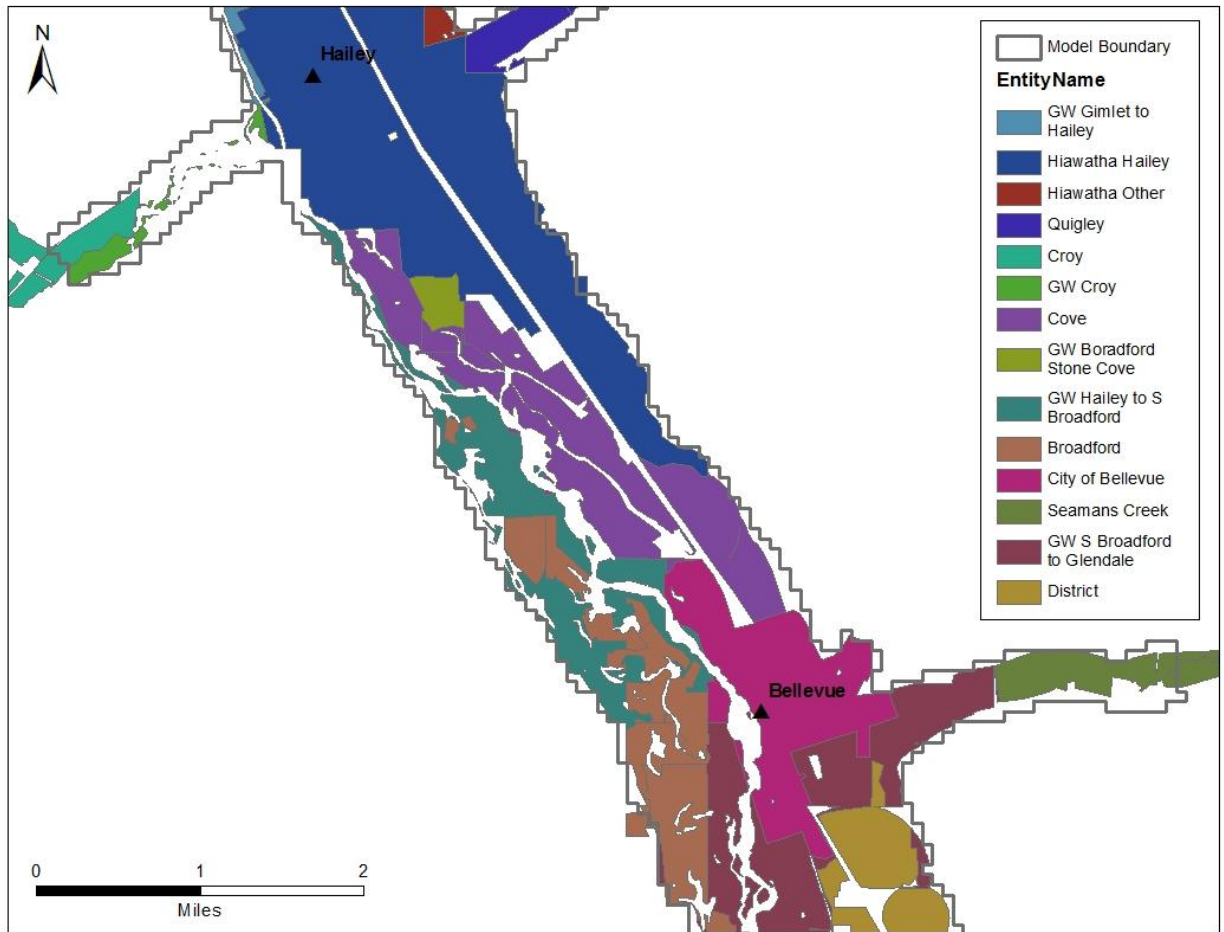 N
Hailey
Bellevue
0
1
2
Miles
Model Boundary
EntityName
GW Gimlet to
Hailey
Hiawatha Hailey
Hiawatha Other
Quigley
Croy
GW Croy
Cove
GW Boradford
Stone Cove
GW Hailey to S
Broadford
Broadford
City of Bellevue
Seamans Creek
GW S Broadford
to Glendale
District